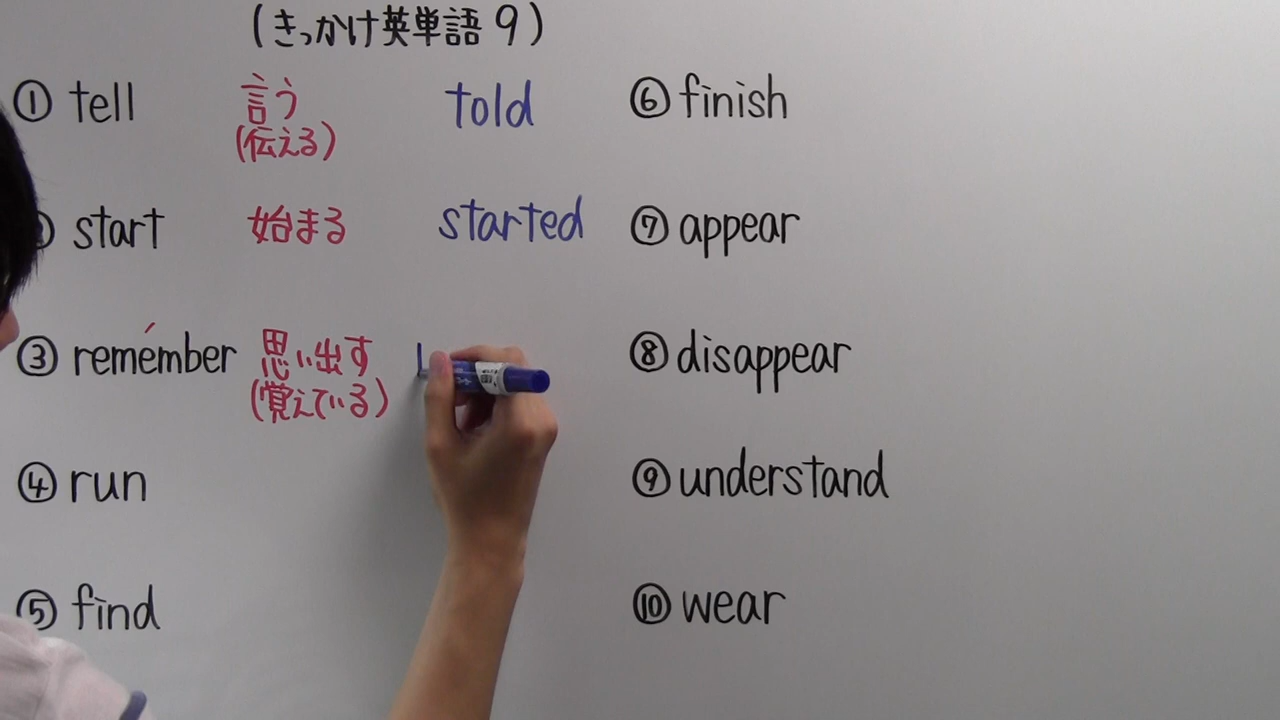 (きっかけ英単語9)
① tell 言う told
(伝える)
start 始まる started
③ remember 思い出す
(覚えている)
④ run
⑤ find
⑥ finish
⑦ appear
⑧ disappear
⑨ understand
⑩ wear